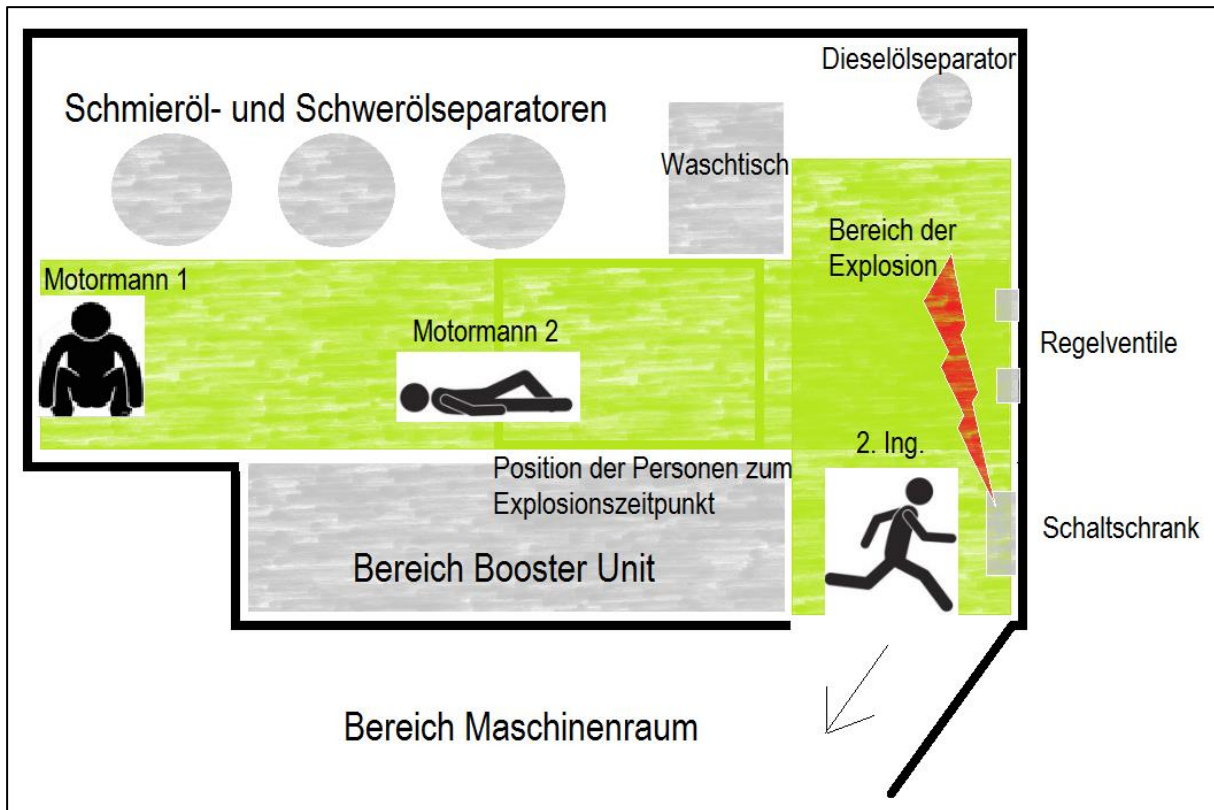 Dieselölseparator
Schmieröl- und Schwerölseparatoren
Waschtisch
Bereich der
Explosion
Motormann 1
Motormann 2
Regelventile
2. Ing.
Position der Personen zum
Explosionszeitpunkt
Schaltschrank
Bereich Booster Unit
Bereich Maschinenraum